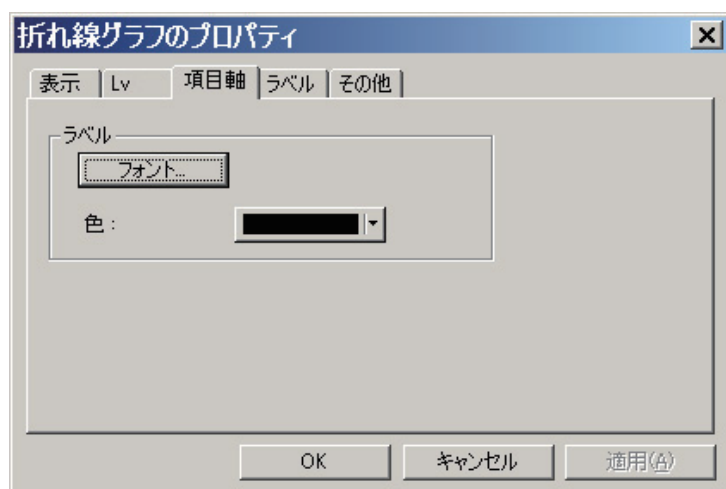 折れ線グラフのプロパティ
表示 Lv 項目軸 ラベル その他
ラベル
フォント...
色 :
OK キャンセル 適用(A)